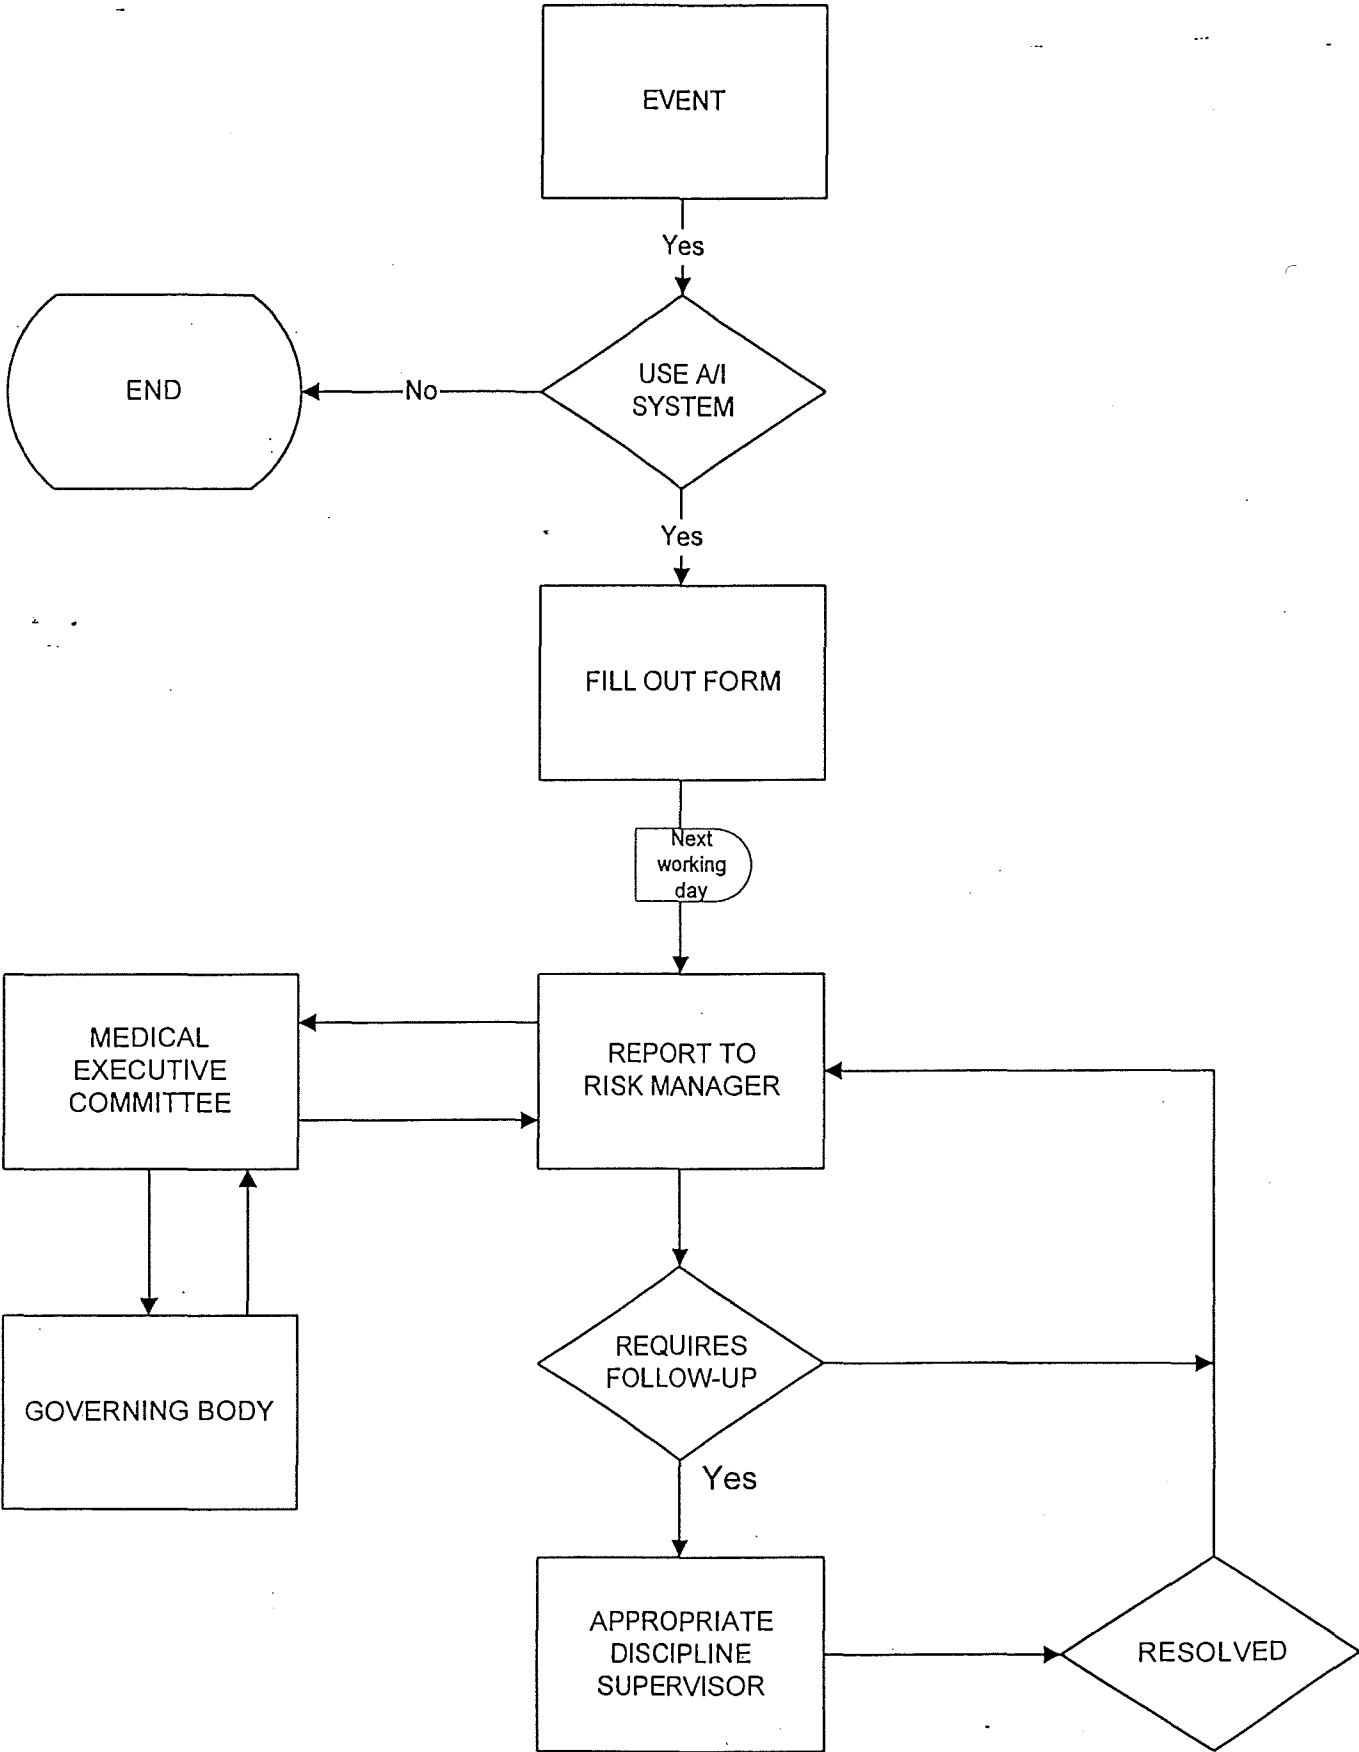 EVENT
Yes
USE A/I
SYSTEM
No
END
Yes
FILL OUT FORM
Next
working
day
MEDICAL
EXECUTIVE
COMMITTEE
REPORT TO
RISK MANAGER
REQUIRES
FOLLOW-UP
GOVERNING BODY
Yes
APPROPRIATE
DISCIPLINE
SUPERVISOR
RESOLVED